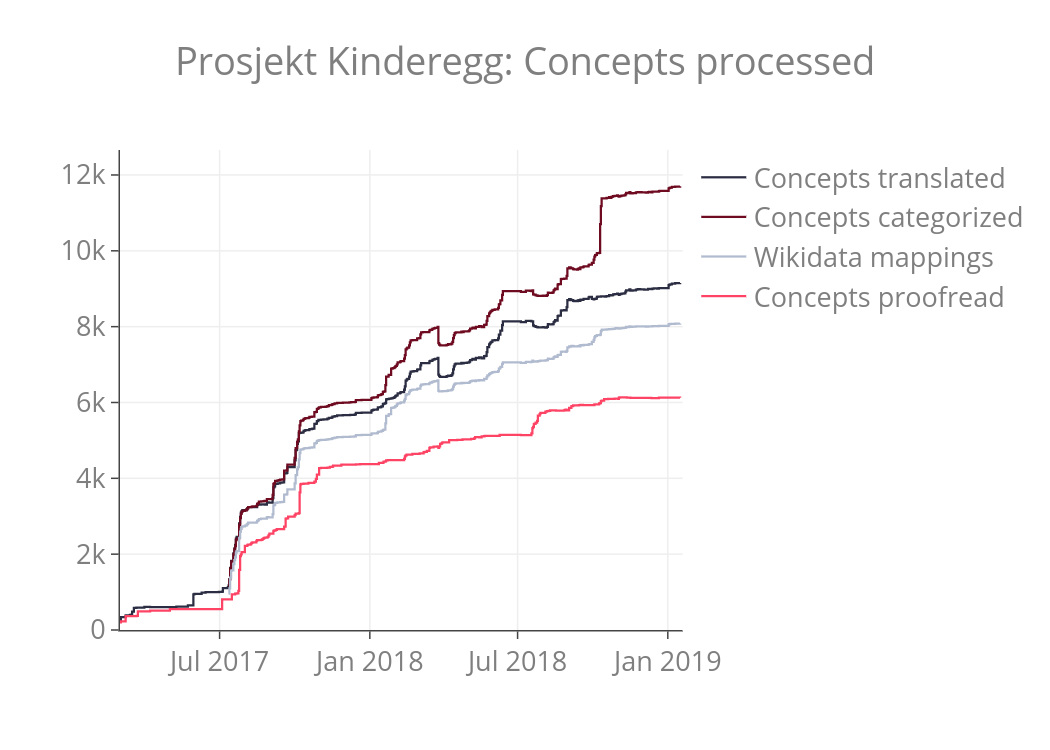 Prosjekt Kinderegg: Concepts processed
12k
10k
8k
6k
4k
2k
0
Jul 2017
Jan 2018
Jul 2018
Jan 2019
Concepts translated
Concepts categorized
Wikidata mappings
Concepts proofread